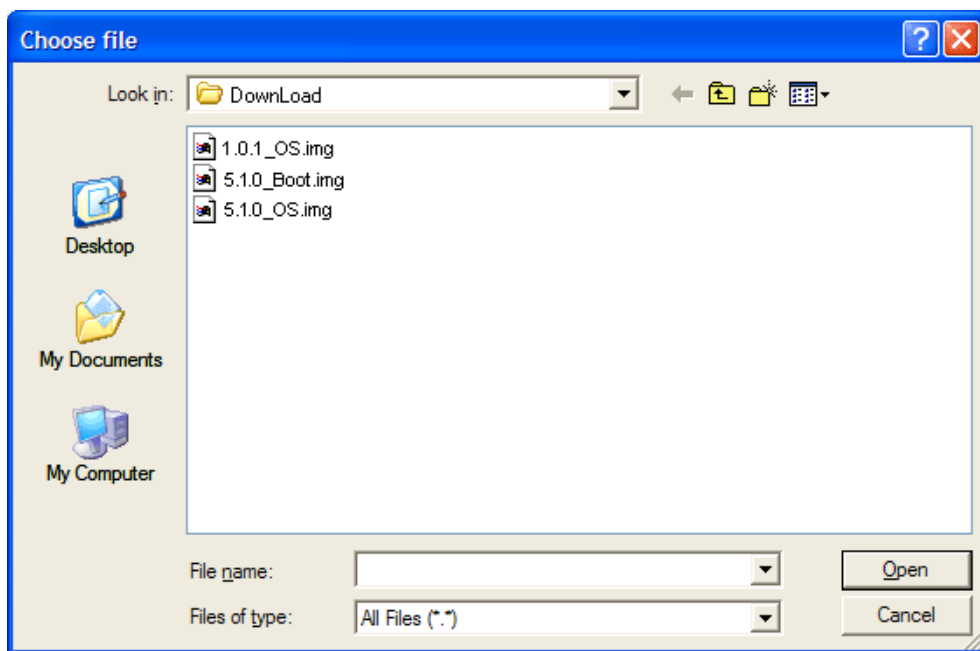 Choose file
Look in: DownLoad
1.0.1_OS.img
5.1.0_Boot.img
5.1.0_OS.img
Desktop
My Documents
My Computer
File name:
Open
Files of type: All Files (*.*)
Cancel